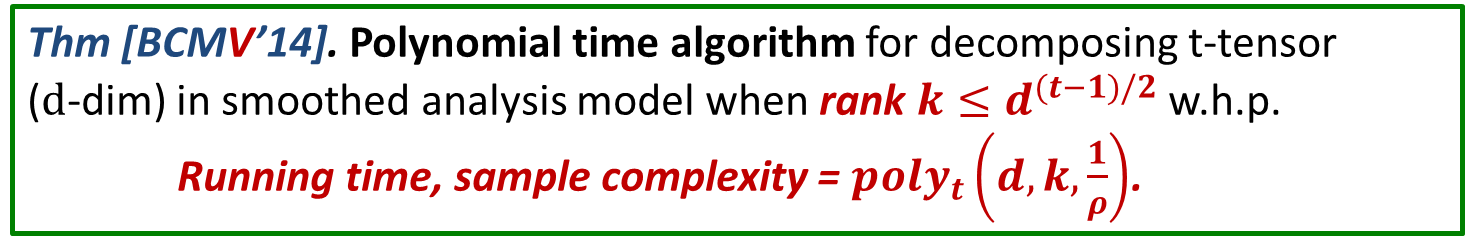 Thm [BCMV’14]. Polynomial time algorithm for decomposing t-tensor
(d-dim) in smoothed analysis model when rank k ≤ d^{(t−1)/2} w.h.p.
Running time, sample complexity = poly_t (d, k, 1/ρ).